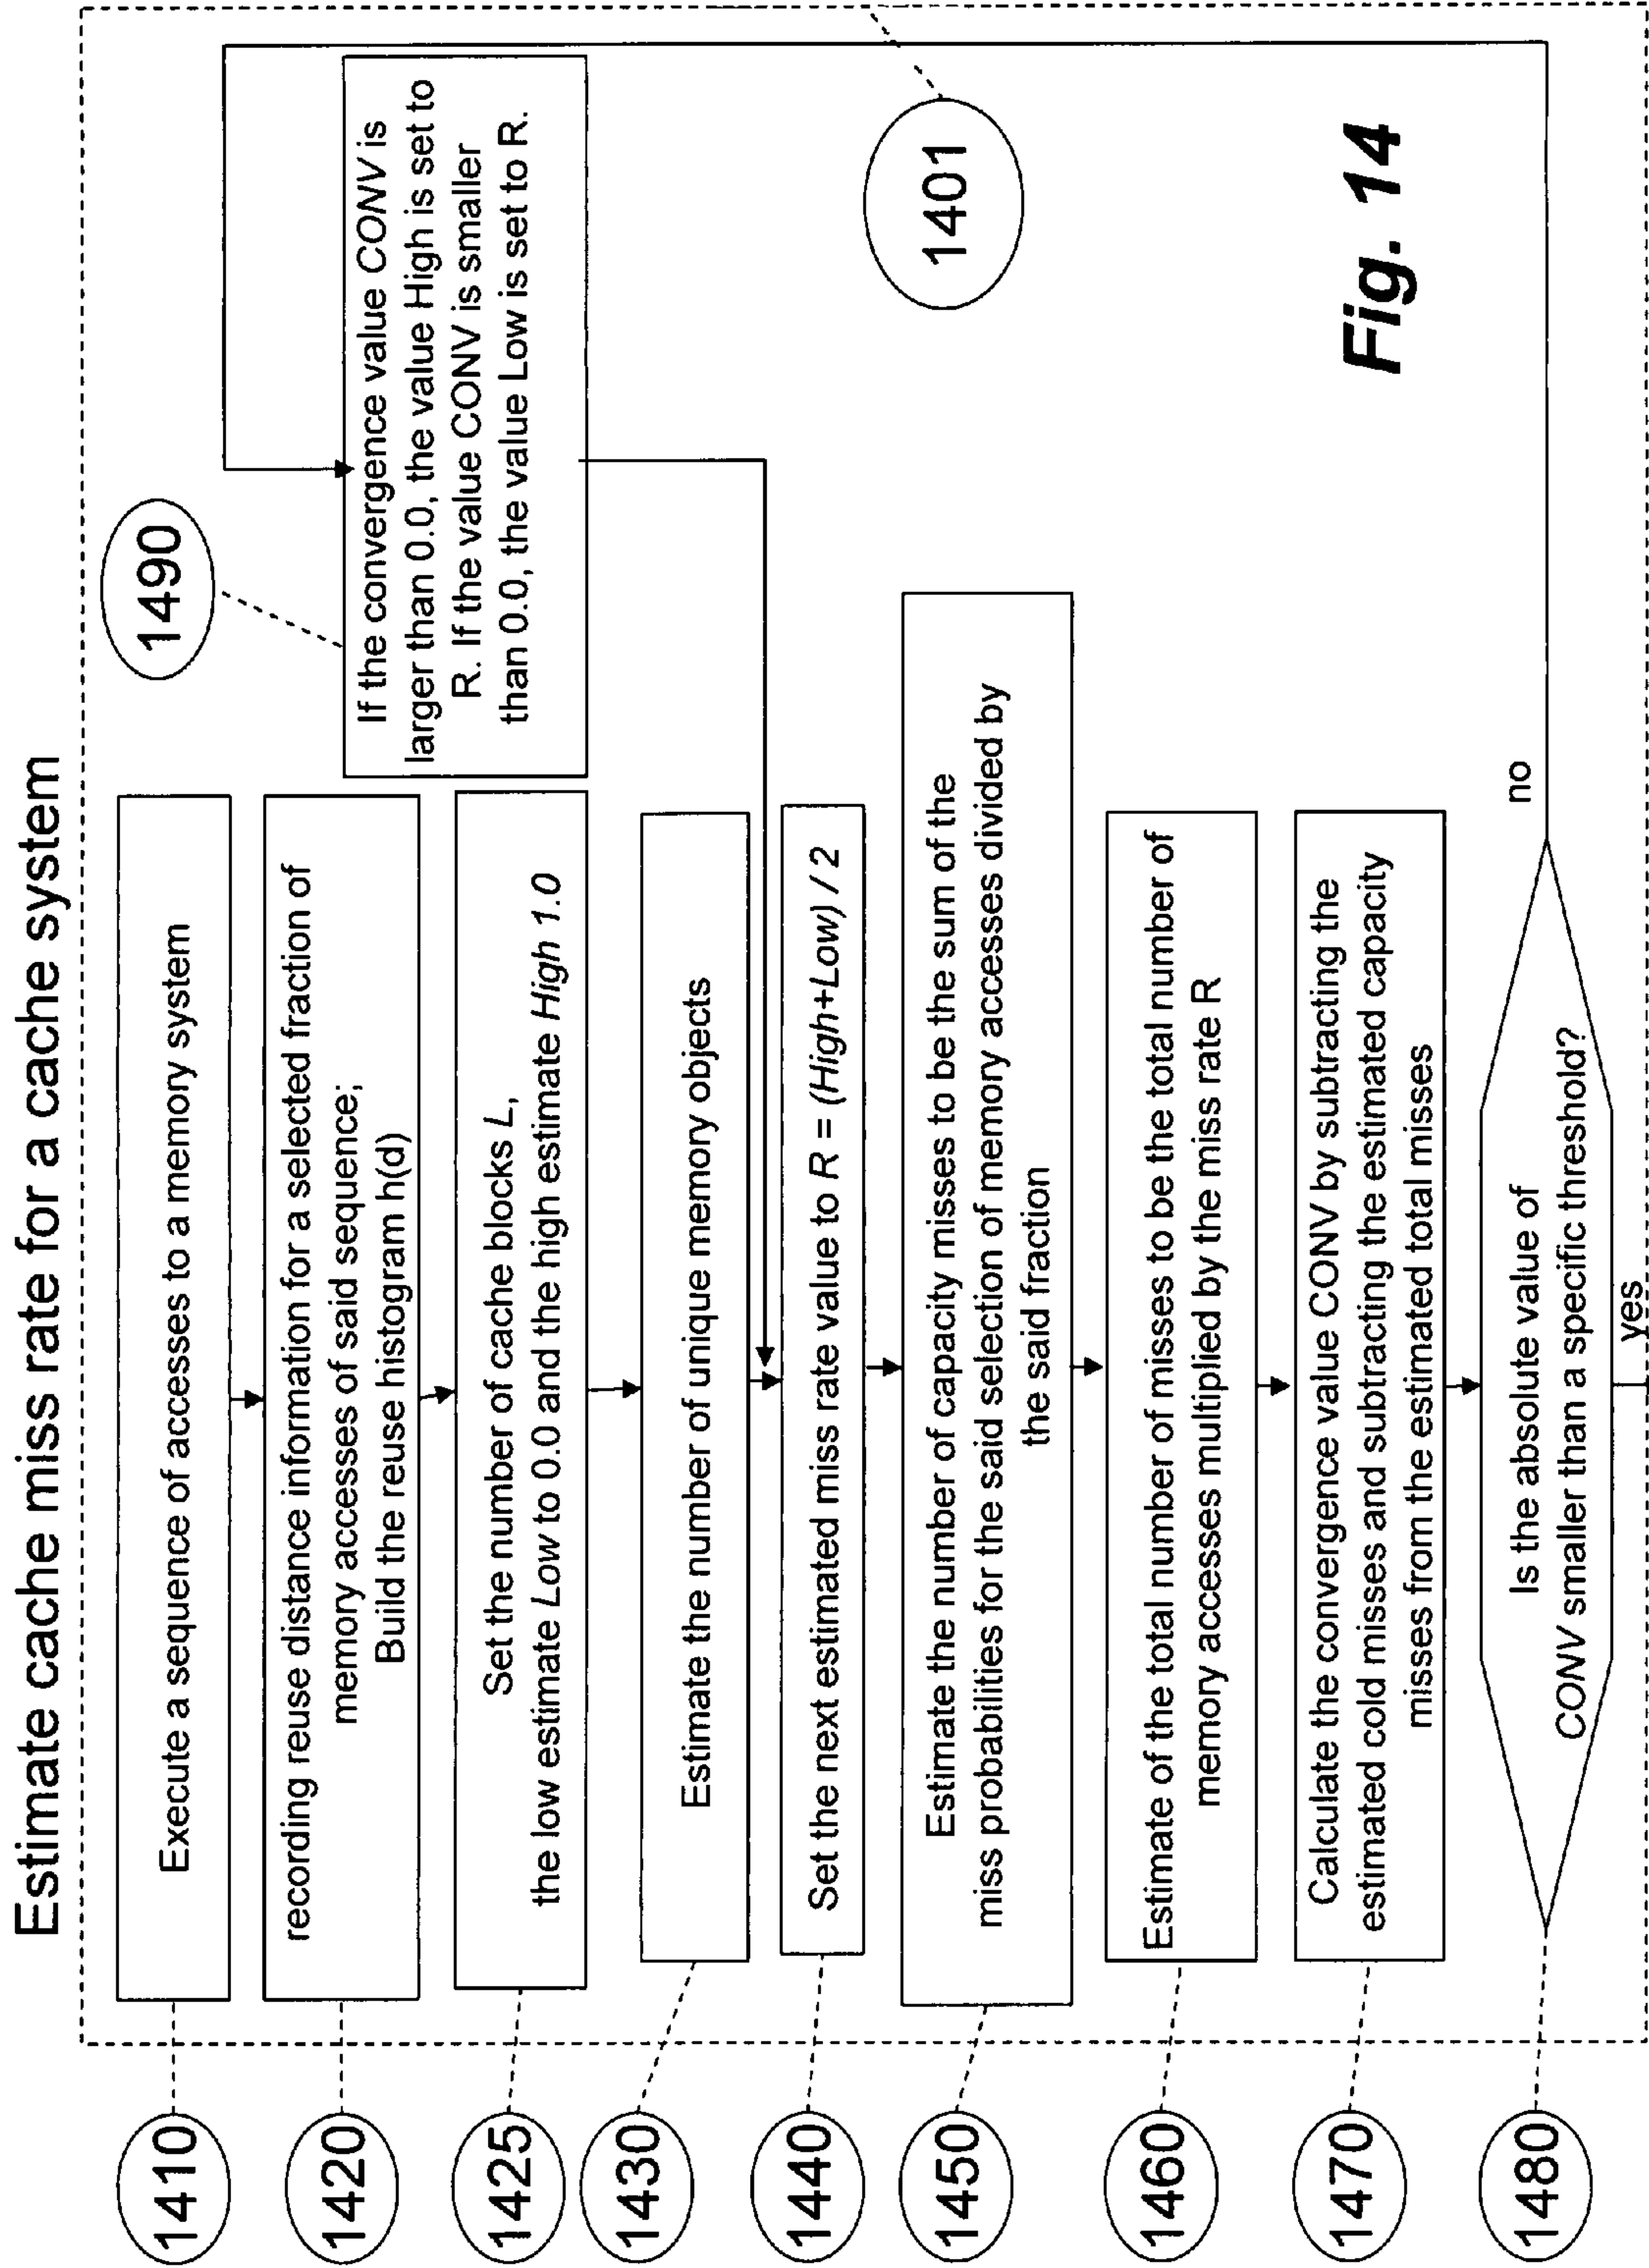 Estimate cache miss rate for a cache system
1410
Execute a sequence of accesses to a memory system
1420
recording reuse distance information for a selected fraction of
memory accesses of said sequence;
Build the reuse histogram h(d)
1425
Set the number of cache blocks L,
the low estimate Low to 0.0 and the high estimate High 1.0
1430
Estimate the number of unique memory objects
1440
Set the next estimated miss rate value to R = (High+Low) / 2
1450
Estimate the number of capacity misses to be the sum of the
miss probabilities for the said selection of memory accesses divided by
the said fraction
1460
Estimate of the total number of misses to be the total number of
memory accesses multiplied by the miss rate R
1470
Calculate the convergence value CONV by subtracting the
estimated cold misses and subtracting the estimated capacity
misses from the estimated total misses
1480
Is the absolute value of
CONV smaller than a specific threshold?
no
yes
1490
If the convergence value CONV is
larger than 0.0, the value High is set to
R. If the value CONV is smaller
than 0.0, the value Low is set to R.
1401
Fig. 14